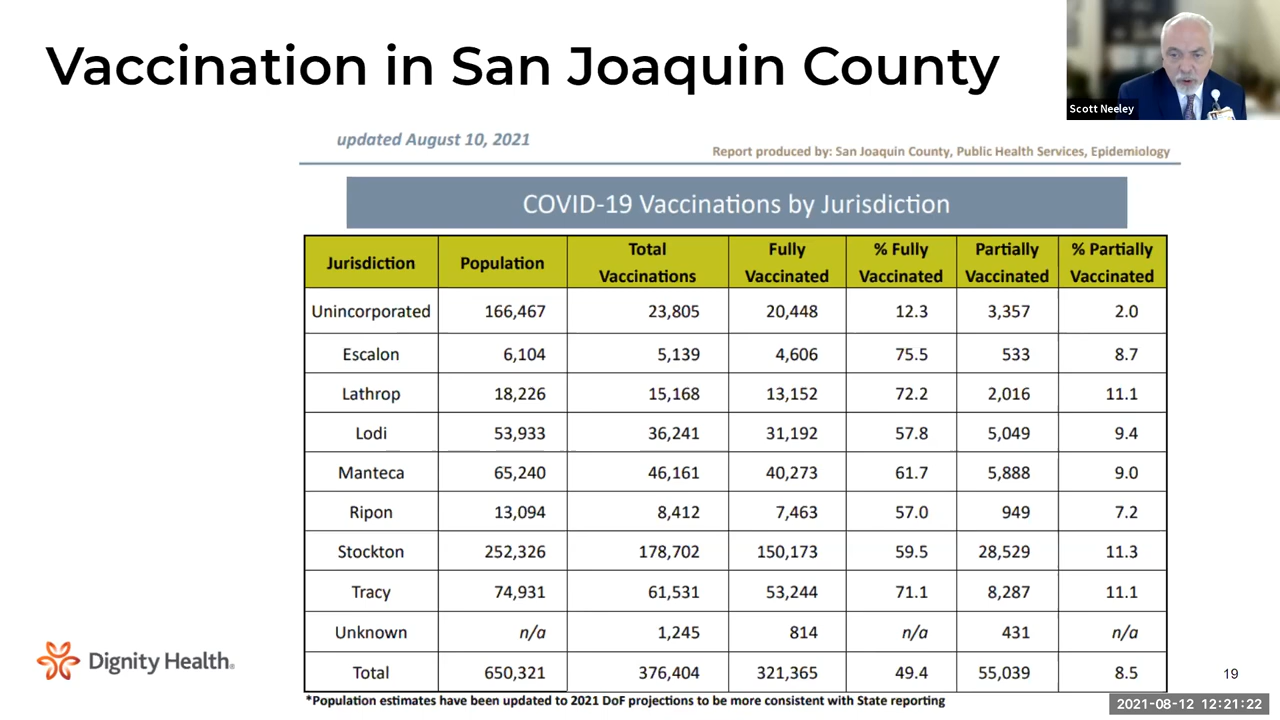 Vaccination in San Joaquin County
Scott Neeley
updated August 10, 2021
Report produced by: San Joaquin County, Public Health Services, Epidemiology
COVID-19 Vaccinations by Jurisdiction
Jurisdiction Population Total Vaccinations Fully Vaccinated % Fully Vaccinated Partially Vaccinated % Partially Vaccinated
Unincorporated 166,467 23,805 20,448 12.3 3,357 2.0
Escalon 6,104 5,139 4,606 75.5 533 8.7
Lathrop 18,226 15,168 13,152 72.2 2,016 11.1
Lodi 53,933 36,241 31,192 57.8 5,049 9.4
Manteca 65,240 46,161 40,273 61.7 5,888 9.0
Ripon 13,094 8,412 7,463 57.0 949 7.2
Stockton 252,326 178,702 150,173 59.5 28,529 11.3
Tracy 74,931 61,531 53,244 71.1 8,287 11.1
Unknown n/a 1,245 814 n/a 431 n/a
Total 650,321 376,404 321,365 49.4 55,039 8.5
*Population estimates have been updated to 2021 DoF projections to be more consistent with State reporting
Dignity Health.
19
2021-08-12 12:21:22